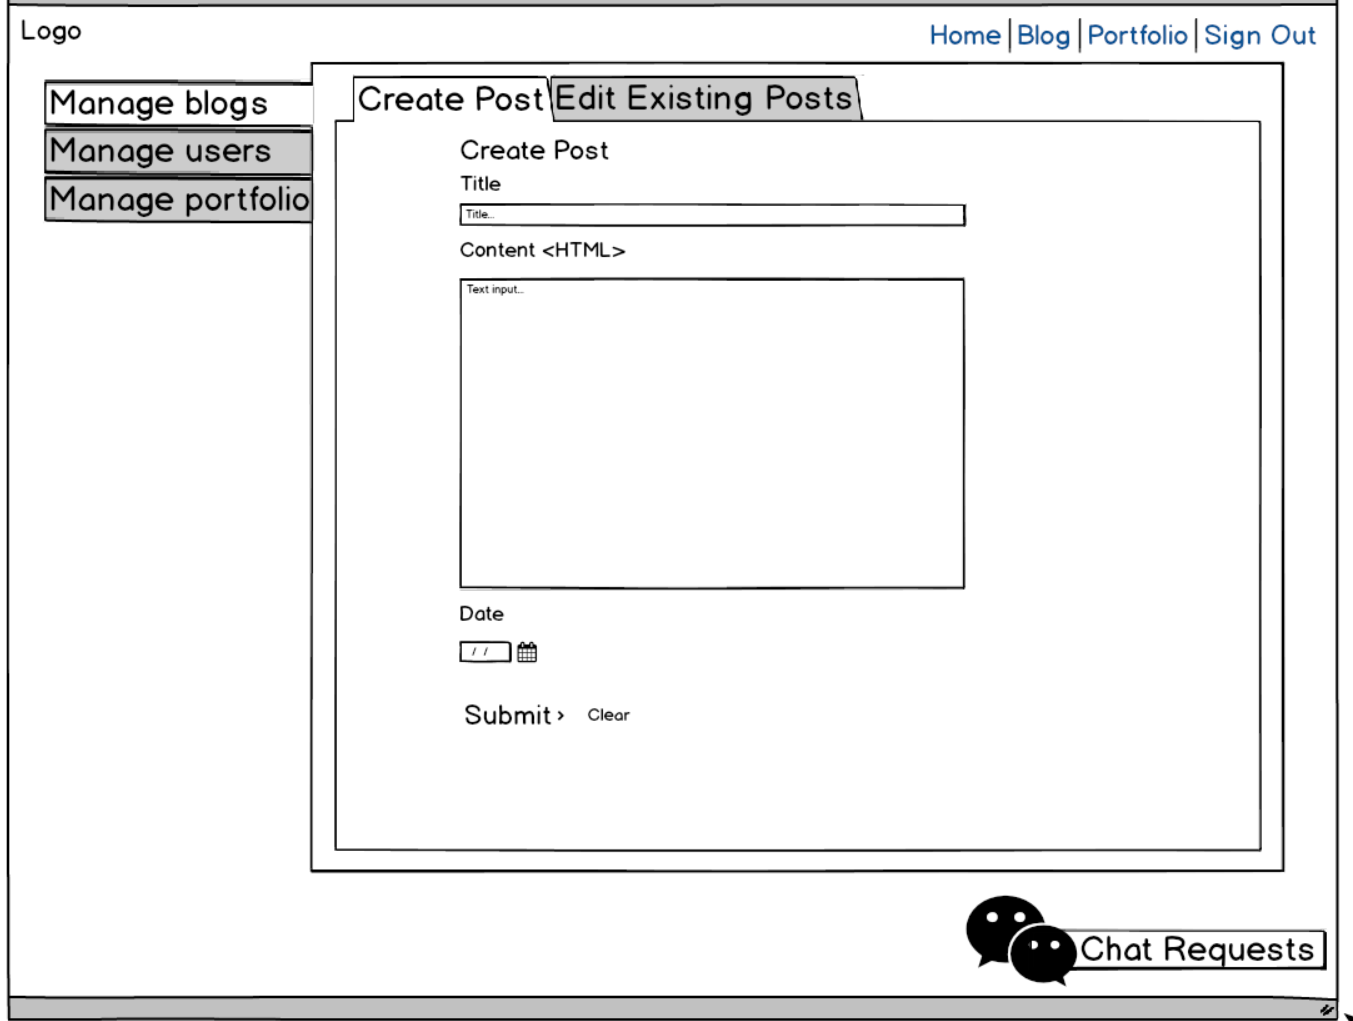 Logo
Home Blog Portfolio Sign Out
Manage blogs
Manage users
Manage portfolio
Create Post Edit Existing Posts
Create Post
Title
Title...
Content <HTML>
Text input...
Date
/ /
Submit > Clear
Chat Requests